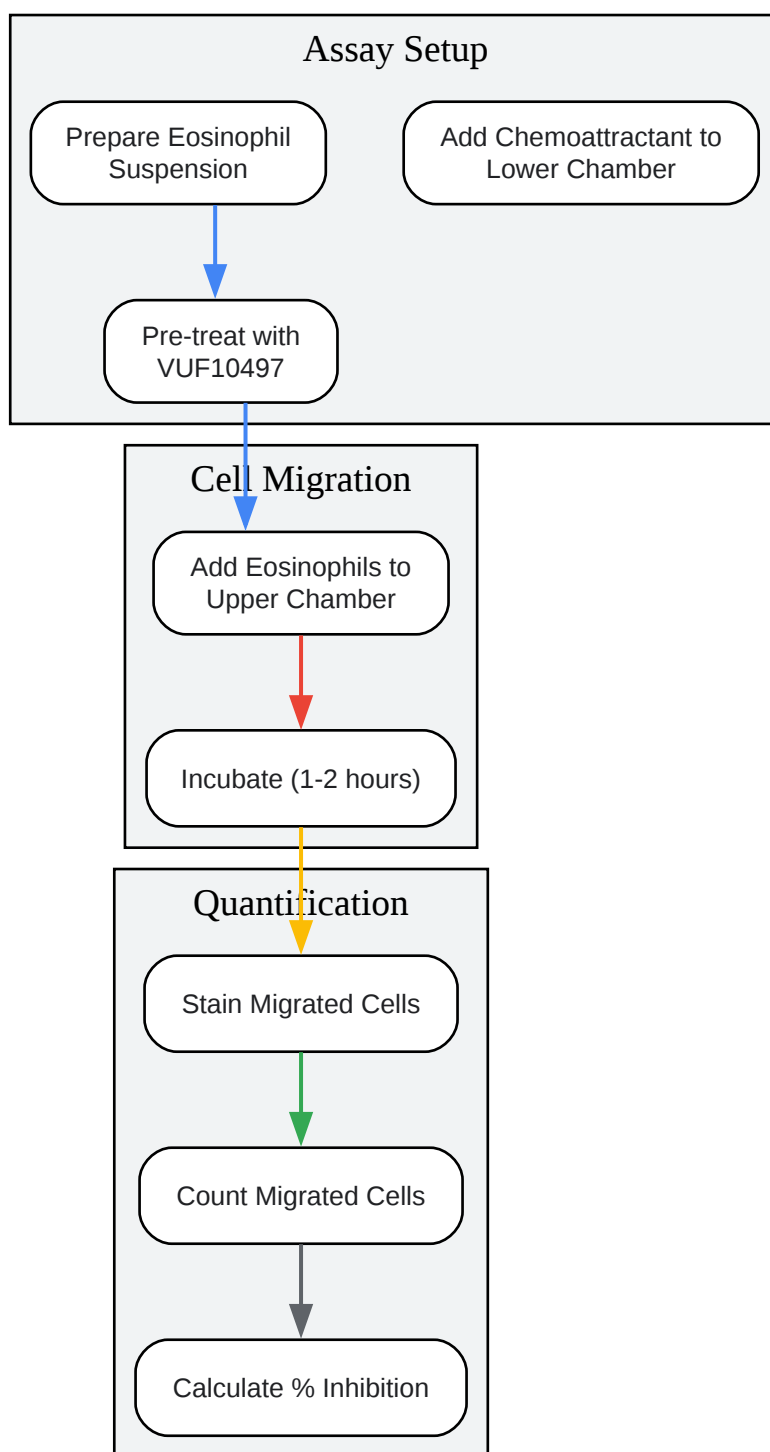 Assay Setup
Prepare Eosinophil
Suspension
Add Chemoattractant to
Lower Chamber
Pre-treat with
VUF10497
Cell Migration
Add Eosinophils to
Upper Chamber
Incubate (1-2 hours)
Quantification
Stain Migrated Cells
Count Migrated Cells
Calculate % Inhibition